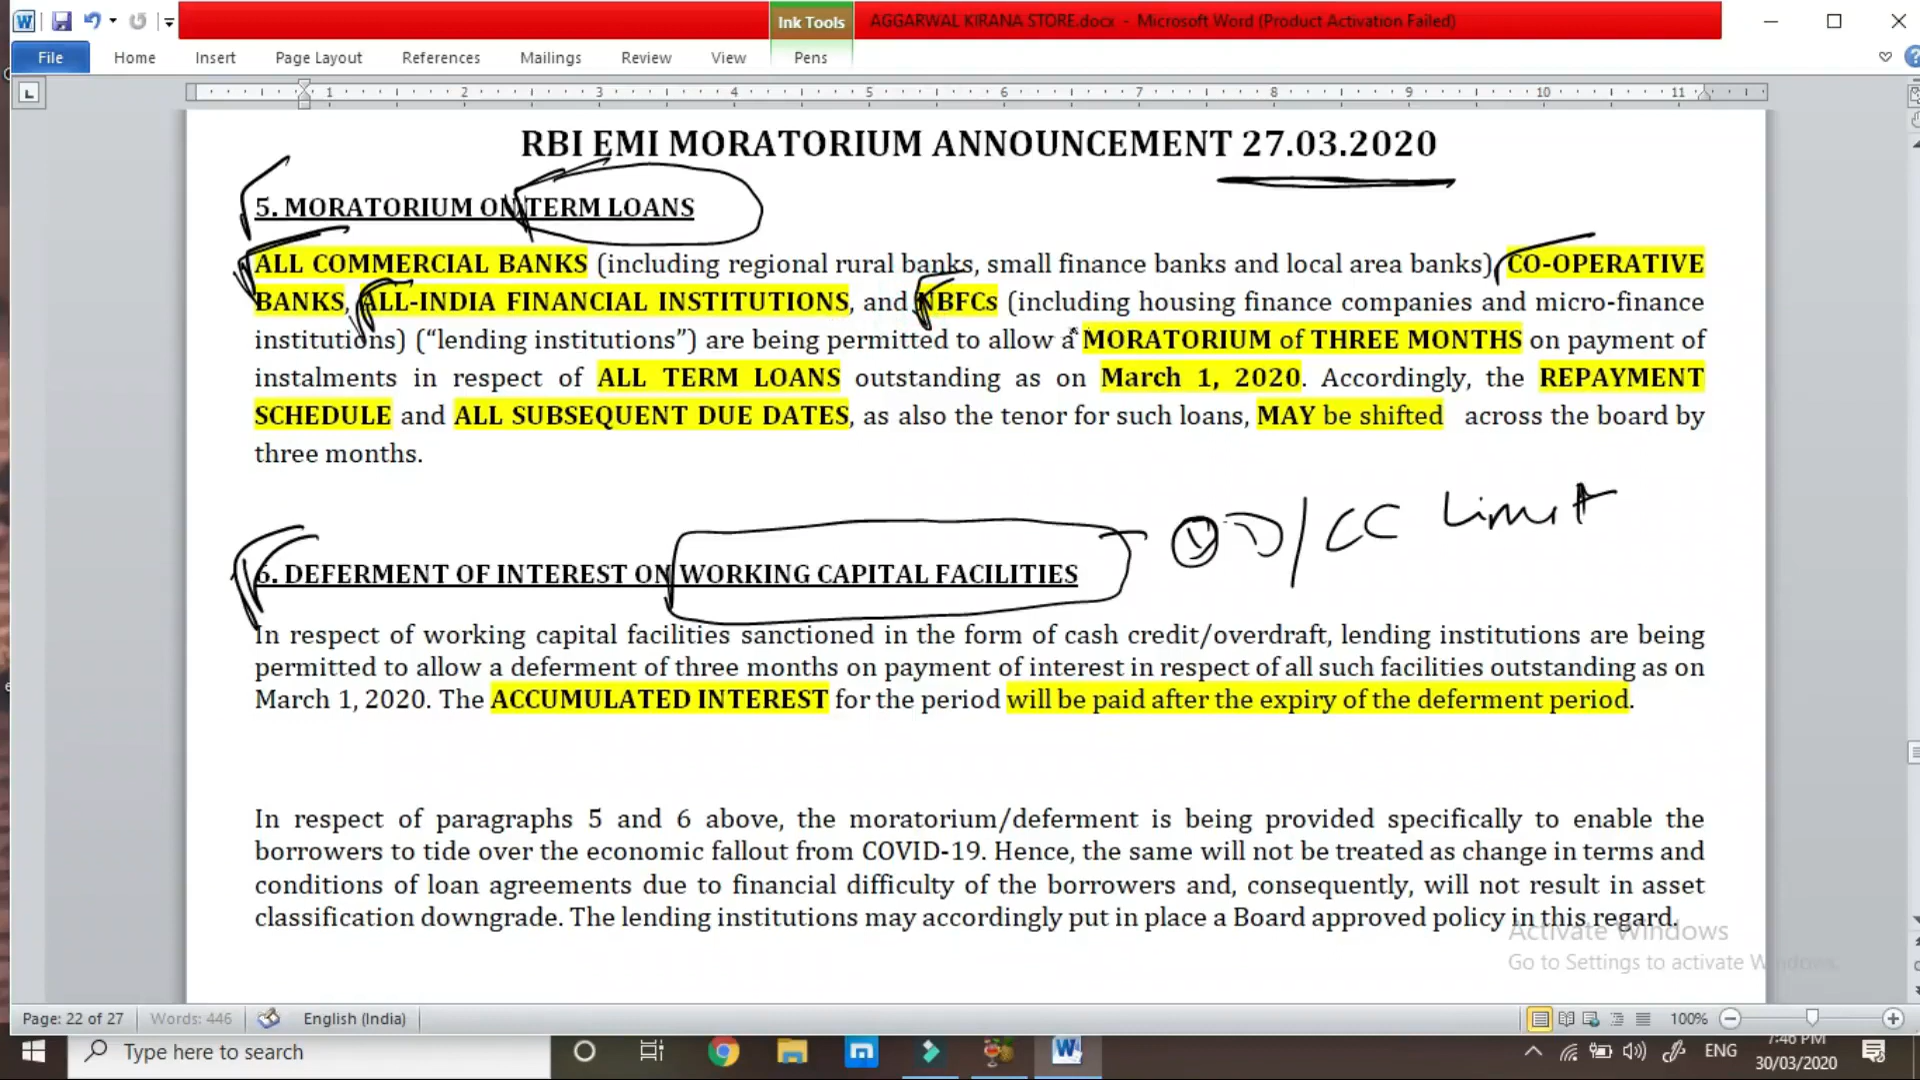 Ink Tools
AGGARWAL KIRANA STORE.docx - Microsoft Word (Product Activation Failed)
File Home Insert Page Layout References Mailings Review View Pens
1 2 3 4 5 6 7 8 9 10 11
RBI EMI MORATORIUM ANNOUNCEMENT 27.03.2020
5. MORATORIUM ON TERM LOANS
ALL COMMERCIAL BANKS (including regional rural banks, small finance banks and local area banks), CO-OPERATIVE
BANKS, ALL-INDIA FINANCIAL INSTITUTIONS, and NBFCs (including housing finance companies and micro-finance
institutions) (“lending institutions”) are being permitted to allow a MORATORIUM of THREE MONTHS on payment of
instalments in respect of ALL TERM LOANS outstanding as on March 1, 2020. Accordingly, the REPAYMENT
SCHEDULE and ALL SUBSEQUENT DUE DATES, as also the tenor for such loans, MAY be shifted across the board by
three months.
OD/CC Limit
6. DEFERMENT OF INTEREST ON WORKING CAPITAL FACILITIES
In respect of working capital facilities sanctioned in the form of cash credit/overdraft, lending institutions are being
permitted to allow a deferment of three months on payment of interest in respect of all such facilities outstanding as on
March 1, 2020. The ACCUMULATED INTEREST for the period will be paid after the expiry of the deferment period.
In respect of paragraphs 5 and 6 above, the moratorium/deferment is being provided specifically to enable the
borrowers to tide over the economic fallout from COVID-19. Hence, the same will not be treated as change in terms and
conditions of loan agreements due to financial difficulty of the borrowers and, consequently, will not result in asset
classification downgrade. The lending institutions may accordingly put in place a Board approved policy in this regard.
Activate Windows
Go to Settings to activate Windows.
Page: 22 of 27 Words: 446 English (India) 100%
Type here to search
ENG
7:46 PM
30/03/2020